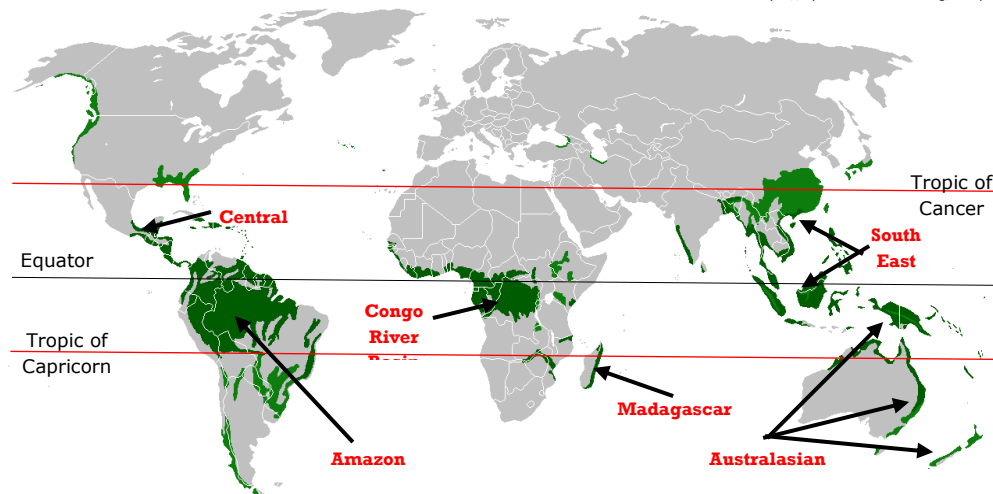 Tropic of
Cancer
Central
South
East
Equator
Congo
River
Tropic of
Capricorn
Madagascar
Amazon
Australasian